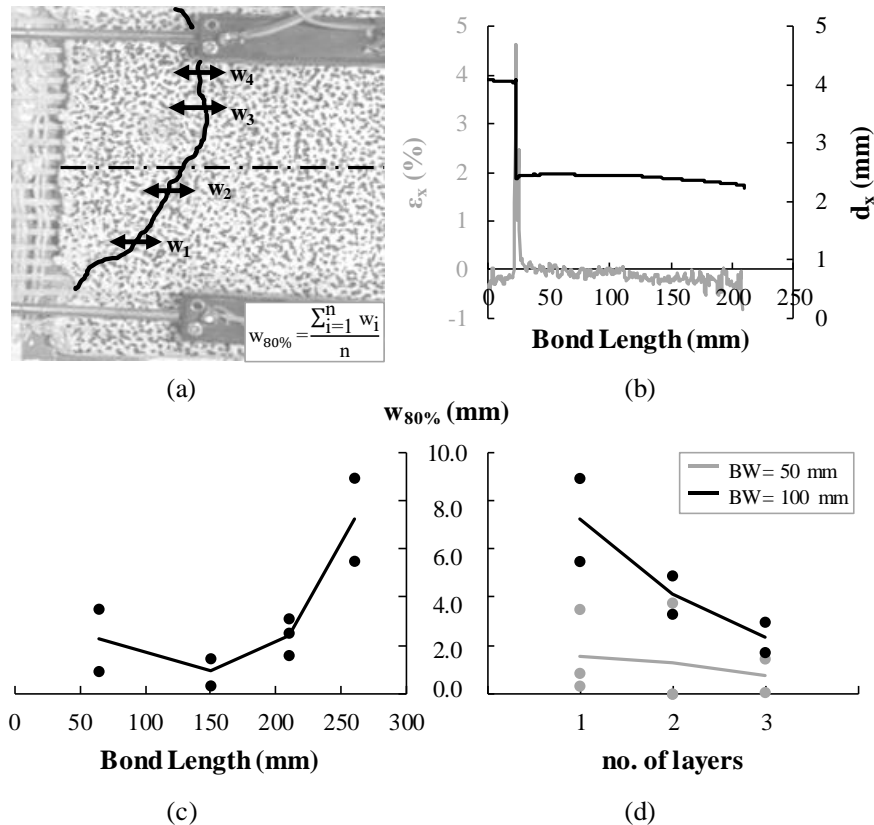 w4
w3
w2
w1
w80% = Σ^n_i=1 wi / n
(a)
εx (%)
5
4
3
2
1
0
-1
dx (mm)
5
4
3
2
1
0
0 50 100 150 200 250
Bond Length (mm)
(b)
w80% (mm)
10.0
8.0
6.0
4.0
2.0
0.0
0 50 100 150 200 250 300
Bond Length (mm)
(c)
BW= 50 mm
BW= 100 mm
1 2 3
no. of layers
(d)